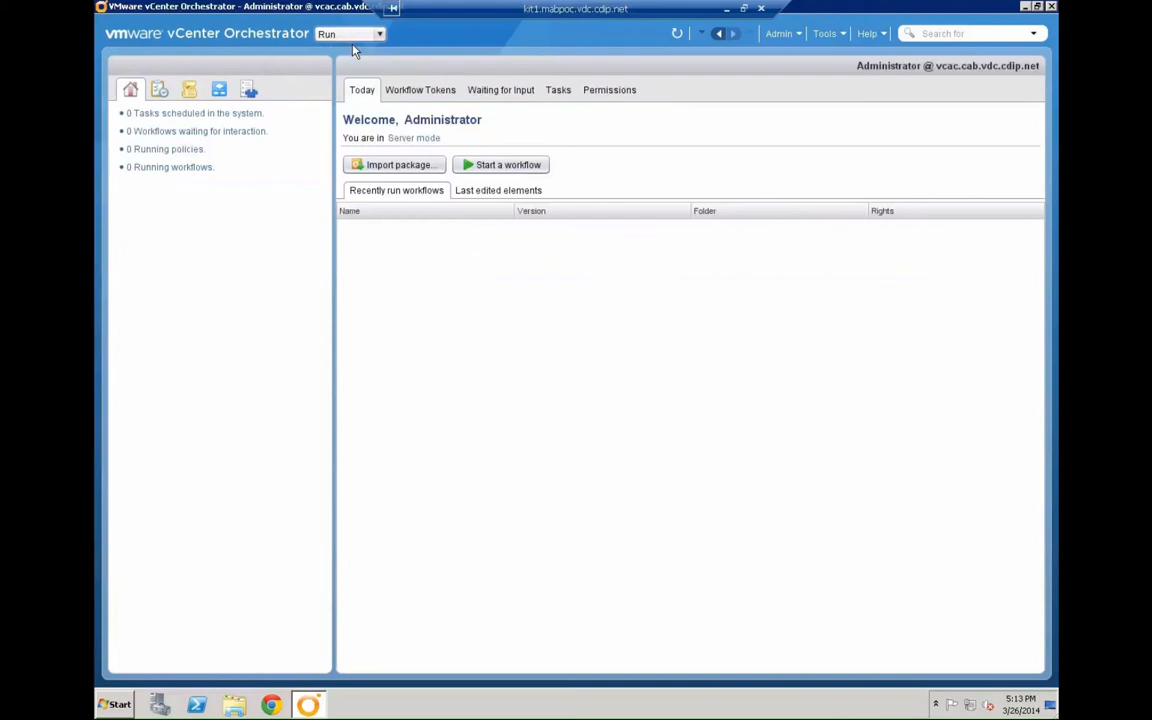 VMware vCenter Orchestrator - Administrator @ vcac.cab.vdc.
kit1.mabpoc.vdc.cdip.net
vmware vCenter Orchestrator
Run
Admin
Tools
Help
Search for
Administrator @ vcac.cab.vdc.cdip.net
Today
Workflow Tokens
Waiting for Input
Tasks
Permissions
0 Tasks scheduled in the system.
0 Workflows waiting for interaction.
0 Running policies.
0 Running workflows.
Welcome, Administrator
You are in Server mode
Import package...
Start a workflow
Recently run workflows
Last edited elements
Name
Version
Folder
Rights
Start
5:13 PM
3/26/2014